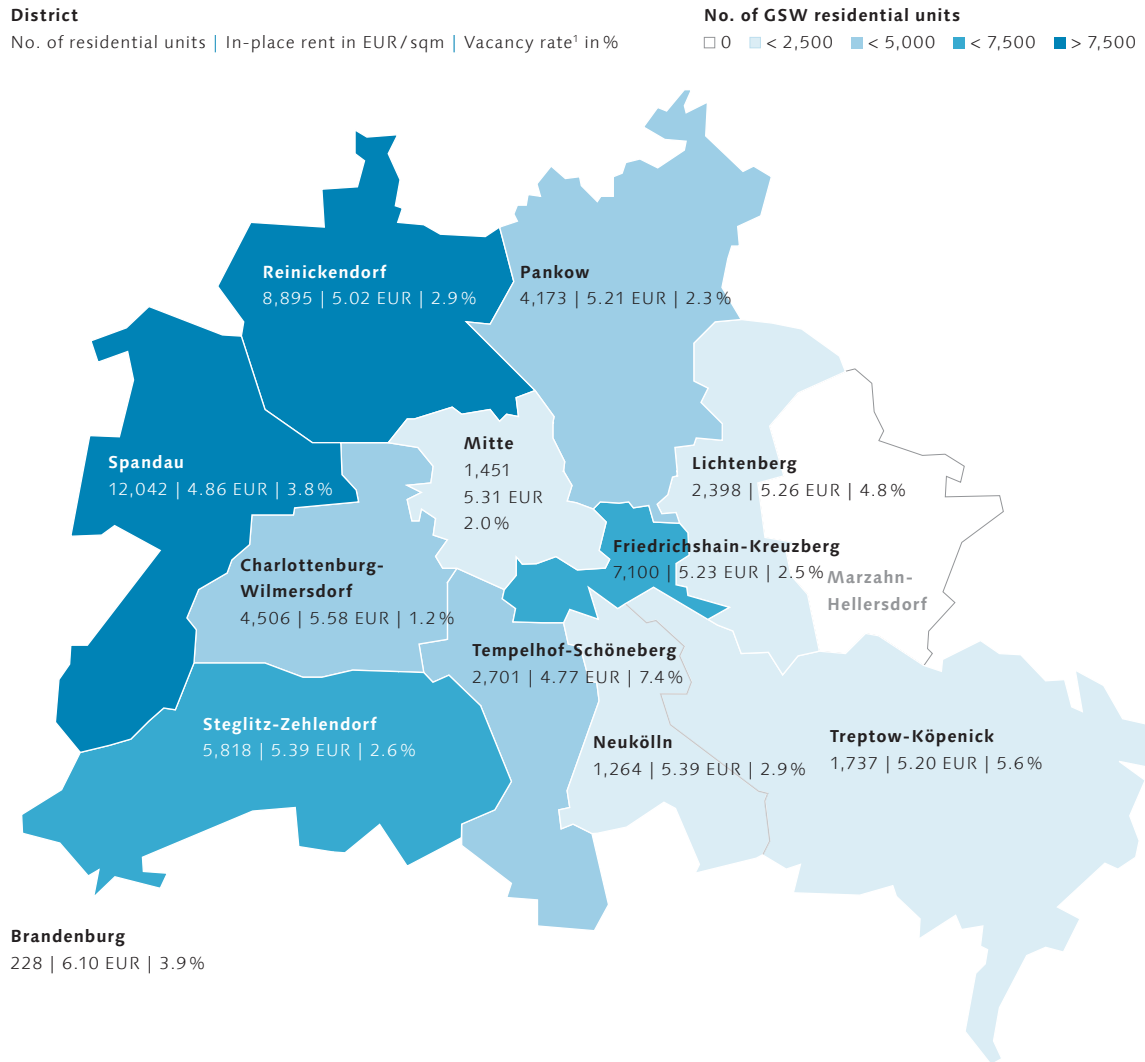 District
No. of residential units | In-place rent in EUR/sqm | Vacancy rate¹ in %
No. of GSW residential units
0 < 2,500 < 5,000 < 7,500 > 7,500
Reinickendorf
8,895 | 5.02 EUR | 2.9 %
Pankow
4,173 | 5.21 EUR | 2.3 %
Mitte
1,451
5.31 EUR
2.0 %
Spandau
12,042 | 4.86 EUR | 3.8 %
Lichtenberg
2,398 | 5.26 EUR | 4.8 %
Charlottenburg-
Wilmersdorf
4,506 | 5.58 EUR | 1.2 %
Friedrichshain-Kreuzberg
7,100 | 5.23 EUR | 2.5 %
Marzahn-
Hellersdorf
Tempelhof-Schöneberg
2,701 | 4.77 EUR | 7.4 %
Steglitz-Zehlendorf
5,818 | 5.39 EUR | 2.6 %
Neukölln
1,264 | 5.39 EUR | 2.9 %
Treptow-Köpenick
1,737 | 5.20 EUR | 5.6 %
Brandenburg
228 | 6.10 EUR | 3.9 %